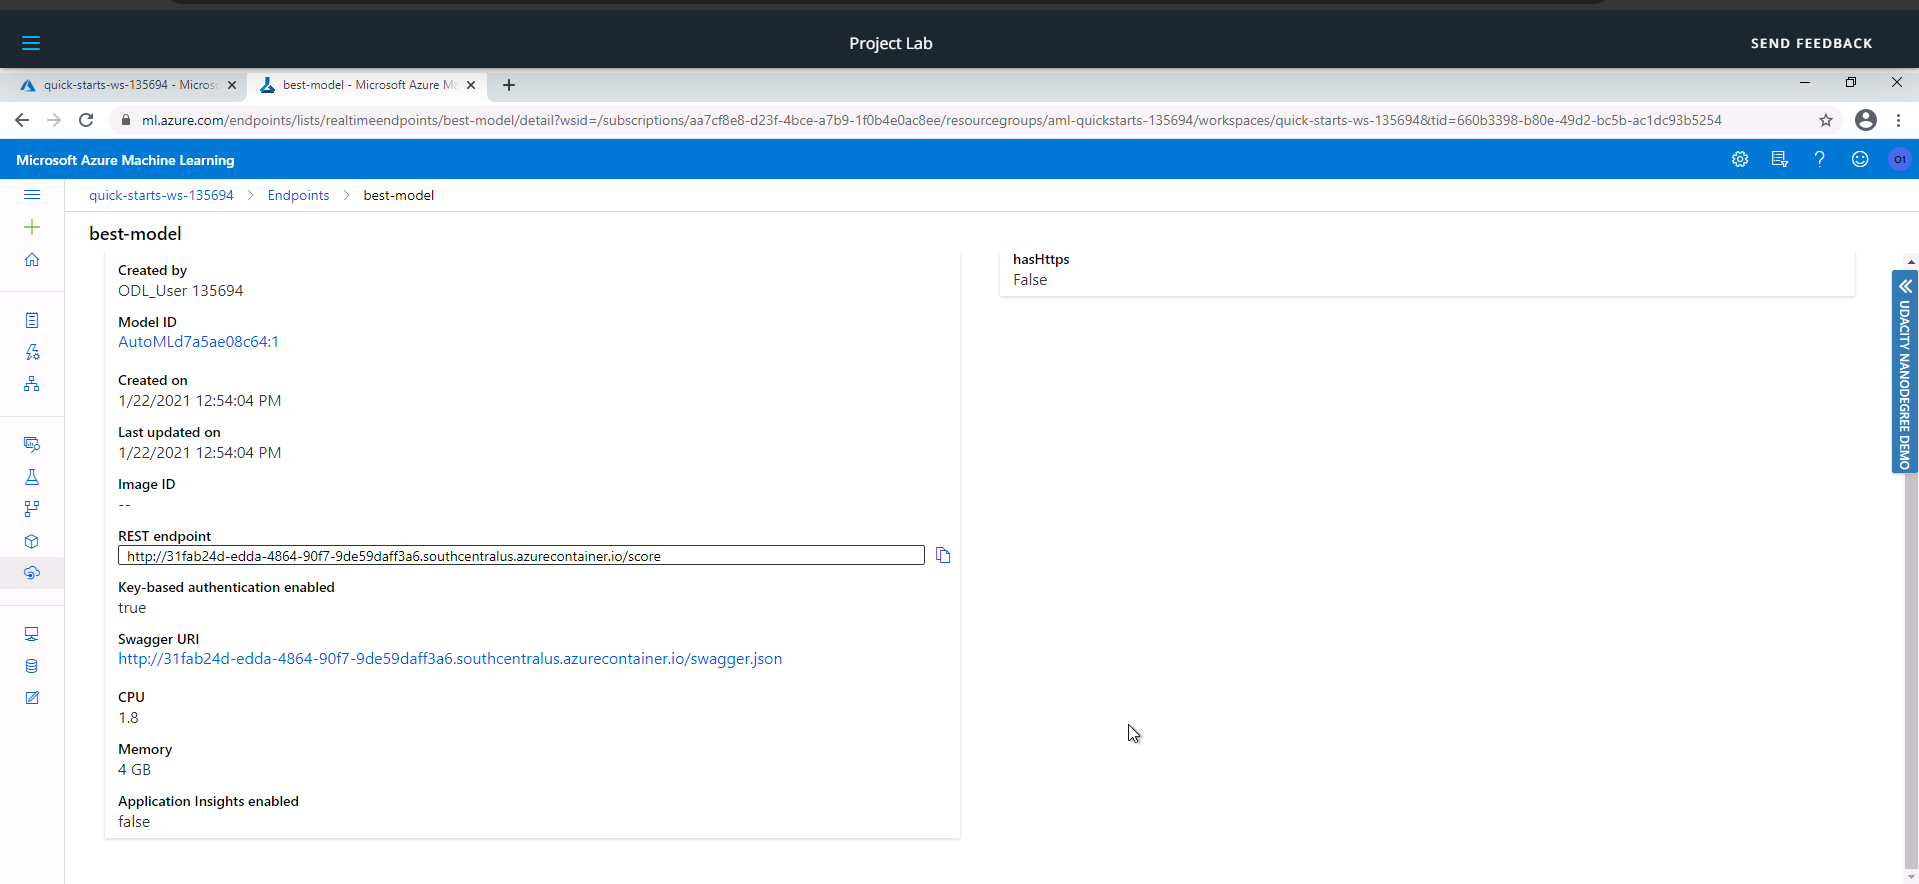 Project Lab
SEND FEEDBACK
quick-starts-ws-135694 - Micros
best-model - Microsoft Azure Ma
ml.azure.com/endpoints/lists/realtimeendpoints/best-model/detail?wsid=/subscriptions/aa7cf8e8-d23f-4bce-a7b9-1f0b4e0ac8ee/resourcegroups/aml-quickstarts-135694/workspaces/quick-starts-ws-135694&tid=660b3398-b80e-49d2-bc5b-ac1dc93b5254
Microsoft Azure Machine Learning
O1
quick-starts-ws-135694 > Endpoints > best-model
best-model
Created by
ODL_User 135694
Model ID
AutoMLd7a5ae08c64:1
Created on
1/22/2021 12:54:04 PM
Last updated on
1/22/2021 12:54:04 PM
Image ID
--
REST endpoint
http://31fab24d-edda-4864-90f7-9de59daff3a6.southcentralus.azurecontainer.io/score
Key-based authentication enabled
true
Swagger URI
http://31fab24d-edda-4864-90f7-9de59daff3a6.southcentralus.azurecontainer.io/swagger.json
CPU
1.8
Memory
4 GB
Application Insights enabled
false
hasHttps
False
UDACITY NANODEGREE DEMO